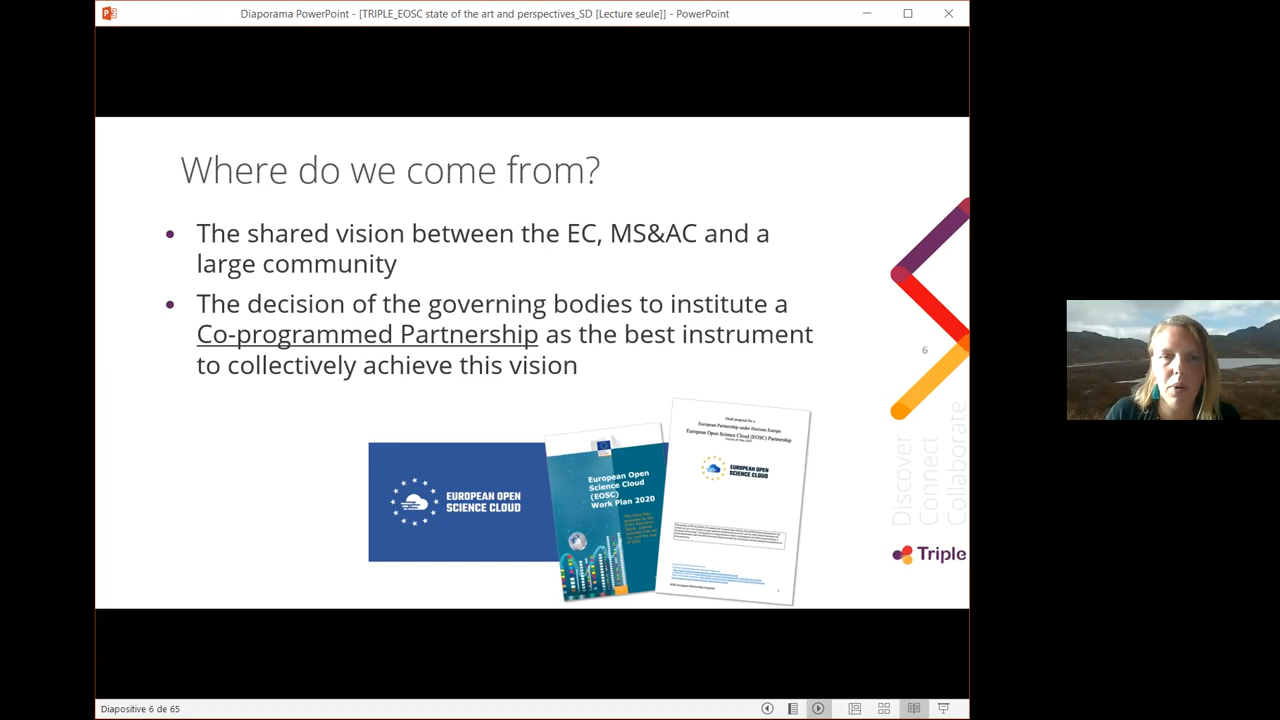 Diaporama PowerPoint - [TRIPLE_EOSC state of the art and perspectives_SD [Lecture seule]] - PowerPoint
Where do we come from?
• The shared vision between the EC, MS&AC and a
large community
• The decision of the governing bodies to institute a
Co-programmed Partnership as the best instrument
to collectively achieve this vision
6
EUROPEAN OPEN
SCIENCE CLOUD
European Open
Science Cloud
(EOSC)
Work Plan 2020
Draft proposal for a
European Partnership under Horizon Europe
European Open Science Cloud (EOSC) Partnership
EUROPEAN OPEN
SCIENCE CLOUD
Discover
Connect
Collaborate
Triple
Diapositive 6 de 65